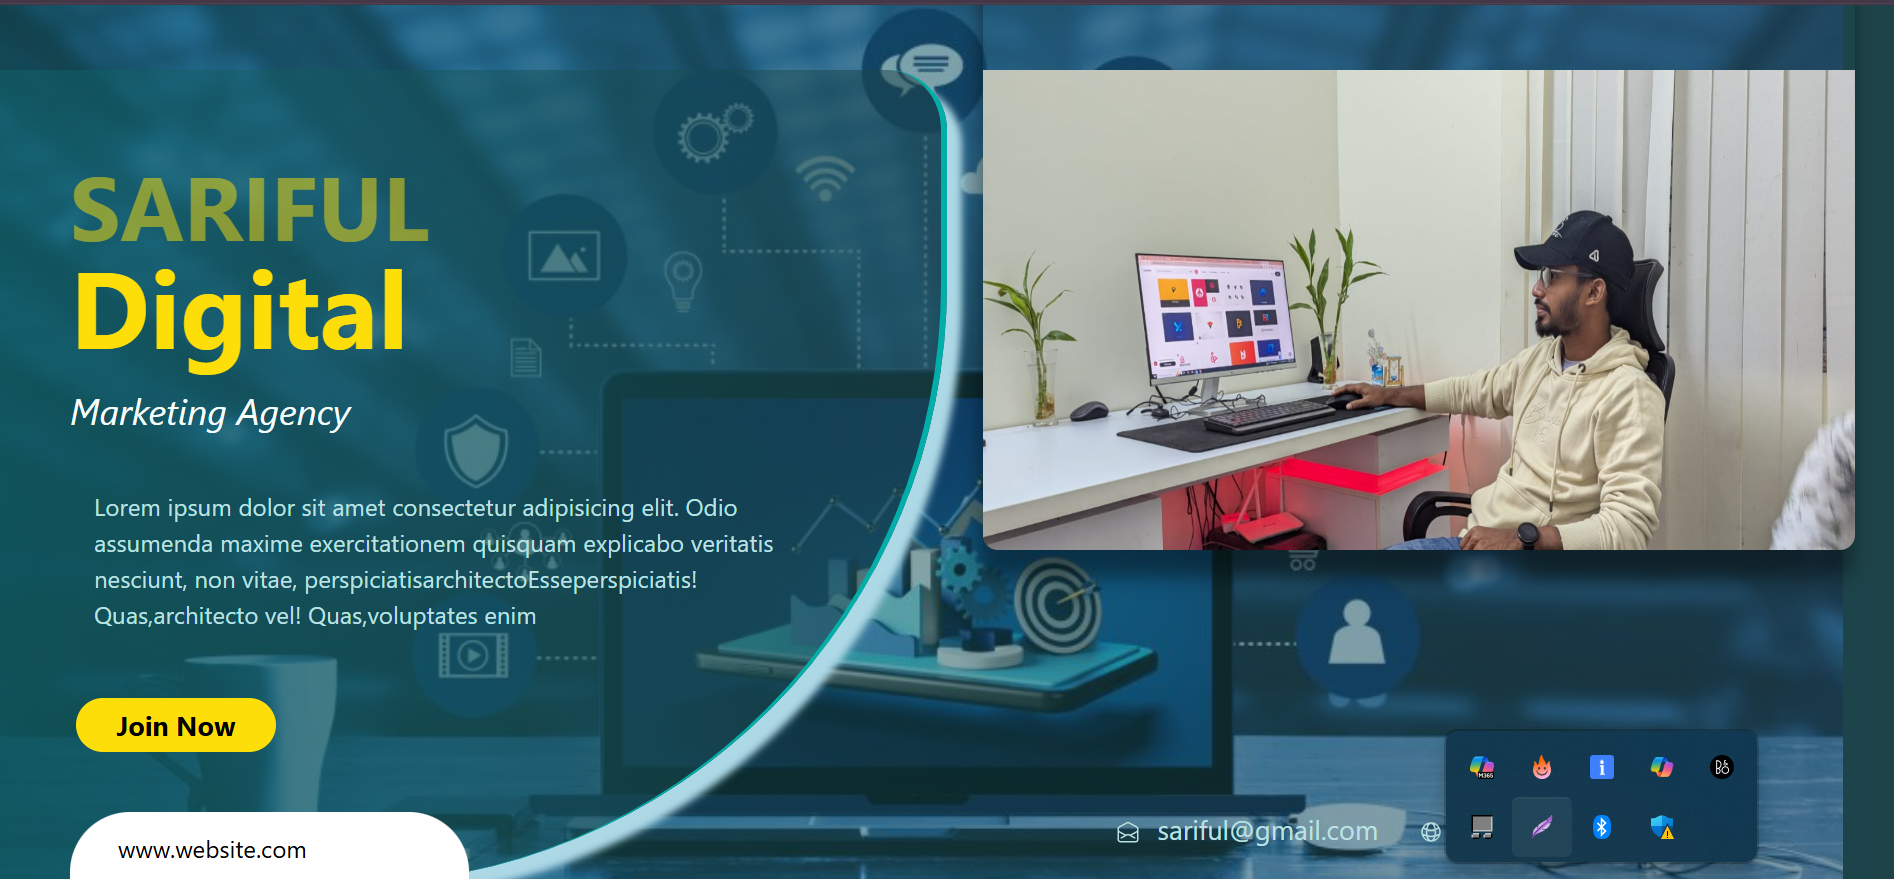 SARIFUL
Digital
Marketing Agency
Lorem ipsum dolor sit amet consectetur adipisicing elit. Odio
assumenda maxime exercitationem quisquam explicabo veritatis
nesciunt, non vitae, perspiciatisarchitectoEsseperspiciatis!
Quas,architecto vel! Quas,voluptates enim
Join Now
www.website.com
sariful@gmail.com
M365
B&O